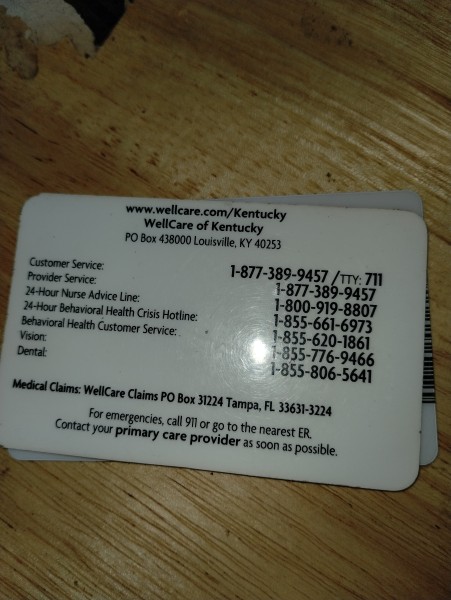 www.wellcare.com/Kentucky
WellCare of Kentucky
PO Box 438000 Louisville, KY 40253
Customer Service: 1-877-389-9457 /TTY: 711
Provider Service: 1-877-389-9457
24-Hour Nurse Advice Line: 1-800-919-8807
24-Hour Behavioral Health Crisis Hotline: 1-855-661-6973
Behavioral Health Customer Service: 1-855-620-1861
Vision: 1-855-776-9466
Dental: 1-855-806-5641
Medical Claims: WellCare Claims PO Box 31224 Tampa, FL 33631-3224
For emergencies, call 911 or go to the nearest ER.
Contact your primary care provider as soon as possible.